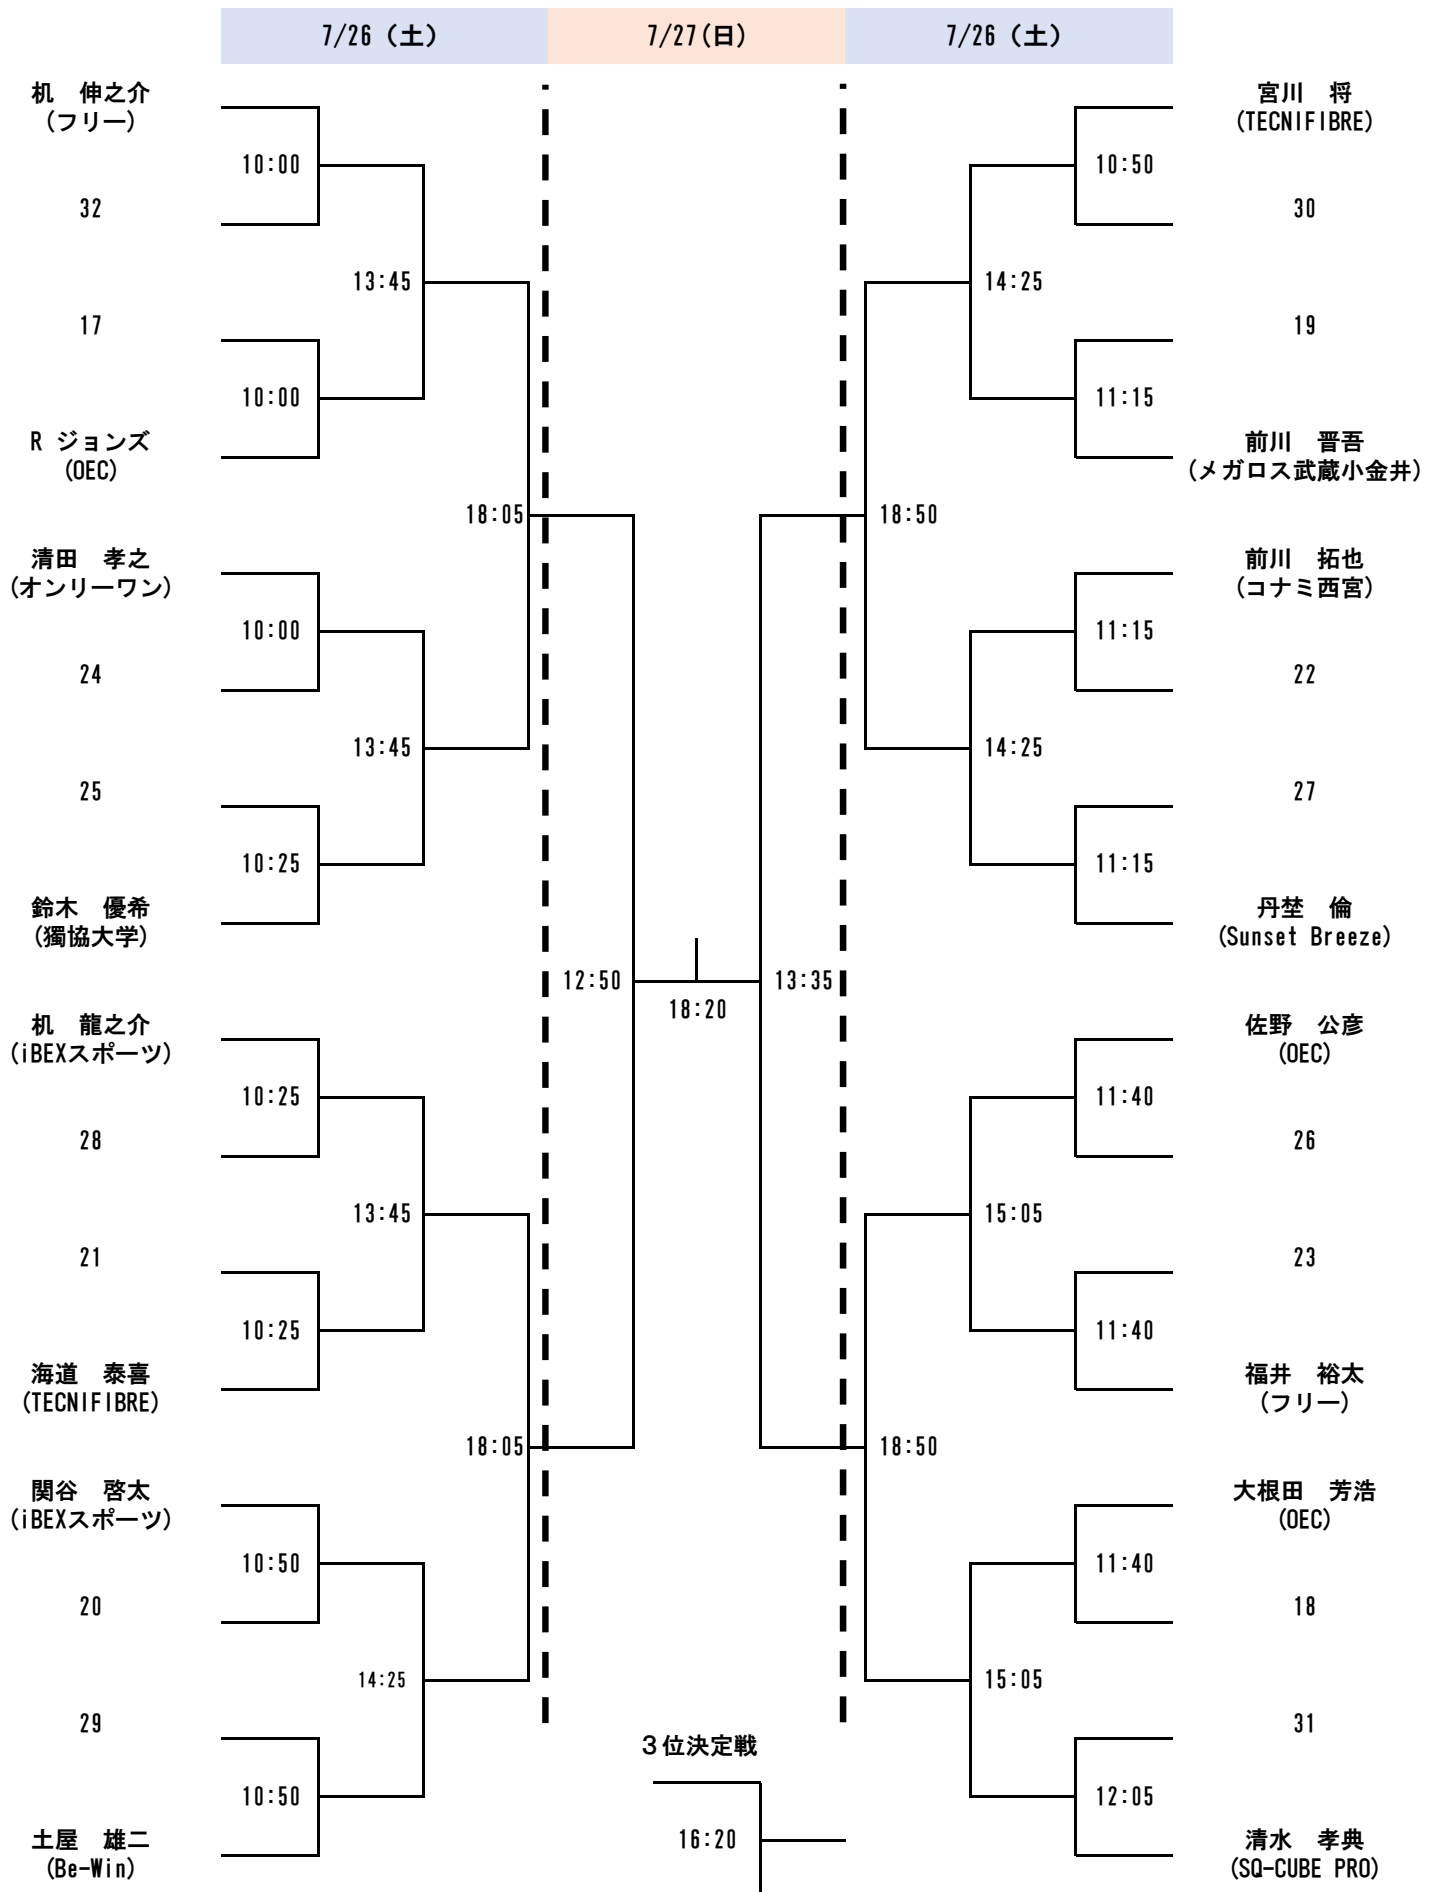 7/26（土）
7/27(日)
7/26（土）
机　伸之介
(フリー)
10:00
32
13:45
17
10:00
R ジョンズ
(OEC)
18:05
清田　孝之
(オンリーワン)
10:00
24
13:45
25
10:25
鈴木　優希
(獨協大学)
12:50
机　龍之介
(iBEXスポーツ)
10:25
28
13:45
21
10:25
海道　泰喜
(TECNIFIBRE)
18:05
関谷　啓太
(iBEXスポーツ)
10:50
20
14:25
29
10:50
土屋　雄二
(Be-Win)
18:20
３位決定戦
16:20
宮川　将
(TECNIFIBRE)
10:50
30
14:25
19
11:15
前川　晋吾
(メガロス武蔵小金井)
18:50
前川　拓也
(コナミ西宮)
11:15
22
14:25
27
11:15
丹埜　倫
(Sunset Breeze)
13:35
佐野　公彦
(OEC)
11:40
26
15:05
23
11:40
福井　裕太
(フリー)
18:50
大根田　芳浩
(OEC)
11:40
18
15:05
31
12:05
清水　孝典
(SQ-CUBE PRO)